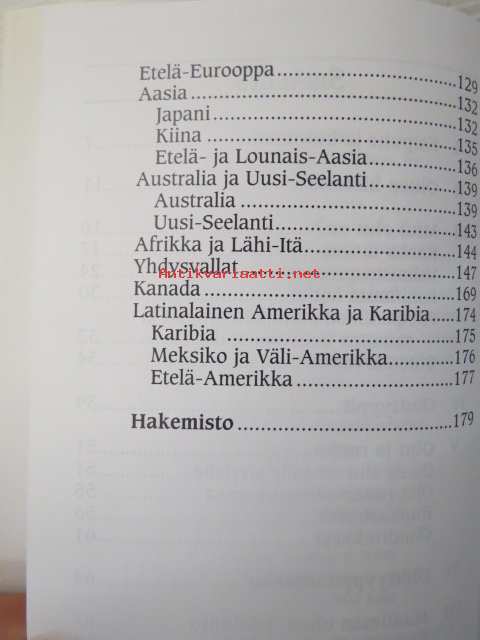 Etelä-Eurooppa....................................129
Aasia....................................................132
Japani................................................132
Kiina .................................................135
Etelä- ja Lounais-Aasia................136
Australia ja Uusi-Seelanti................139
Australia ........................................139
Uusi-Seelanti..................................143
Afrikka ja Lähi-Itä............................144
Yhdysvallat ......................................147
Antikvariaatti.net
Kanada ..............................................169
Latinalainen Amerikka ja Karibia.....174
Karibia ...........................................175
Meksiko ja Väli-Amerikka.............176
Etelä-Amerikka ..............................177
Hakemisto ........................................179